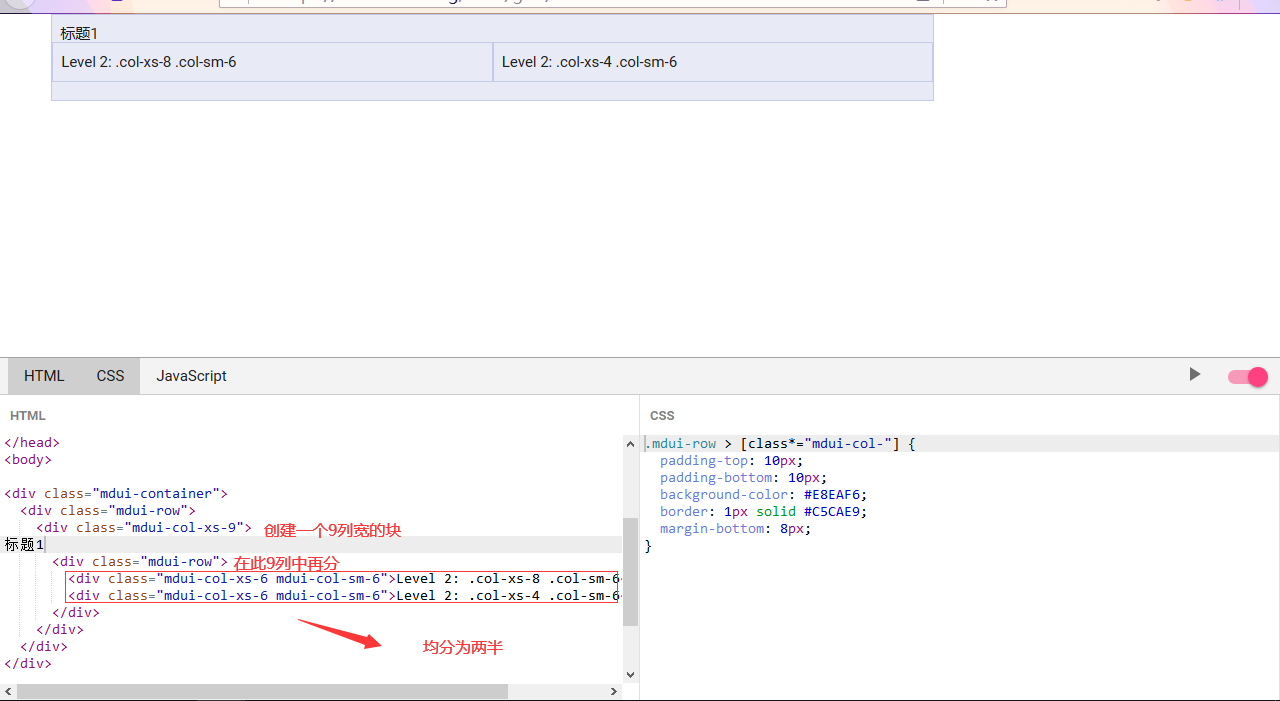 标题1
Level 2: .col-xs-8 .col-sm-6
Level 2: .col-xs-4 .col-sm-6
HTML
CSS
JavaScript
HTML
</head>
<body>
<div class="mdui-container">
<div class="mdui-row">
<div class="mdui-col-xs-9"> 创建一个9列宽的块
标题1
<div class="mdui-row"> 在此9列中再分
<div class="mdui-col-xs-6 mdui-col-sm-6">Level 2: .col-xs-8 .col-sm-6
<div class="mdui-col-xs-6 mdui-col-sm-6">Level 2: .col-xs-4 .col-sm-6
</div>
</div>
</div>
</div>
均分为两半
CSS
.mdui-row > [class*="mdui-col-"] {
padding-top: 10px;
padding-bottom: 10px;
background-color: #E8EAF6;
border: 1px solid #C5CAE9;
margin-bottom: 8px;
}